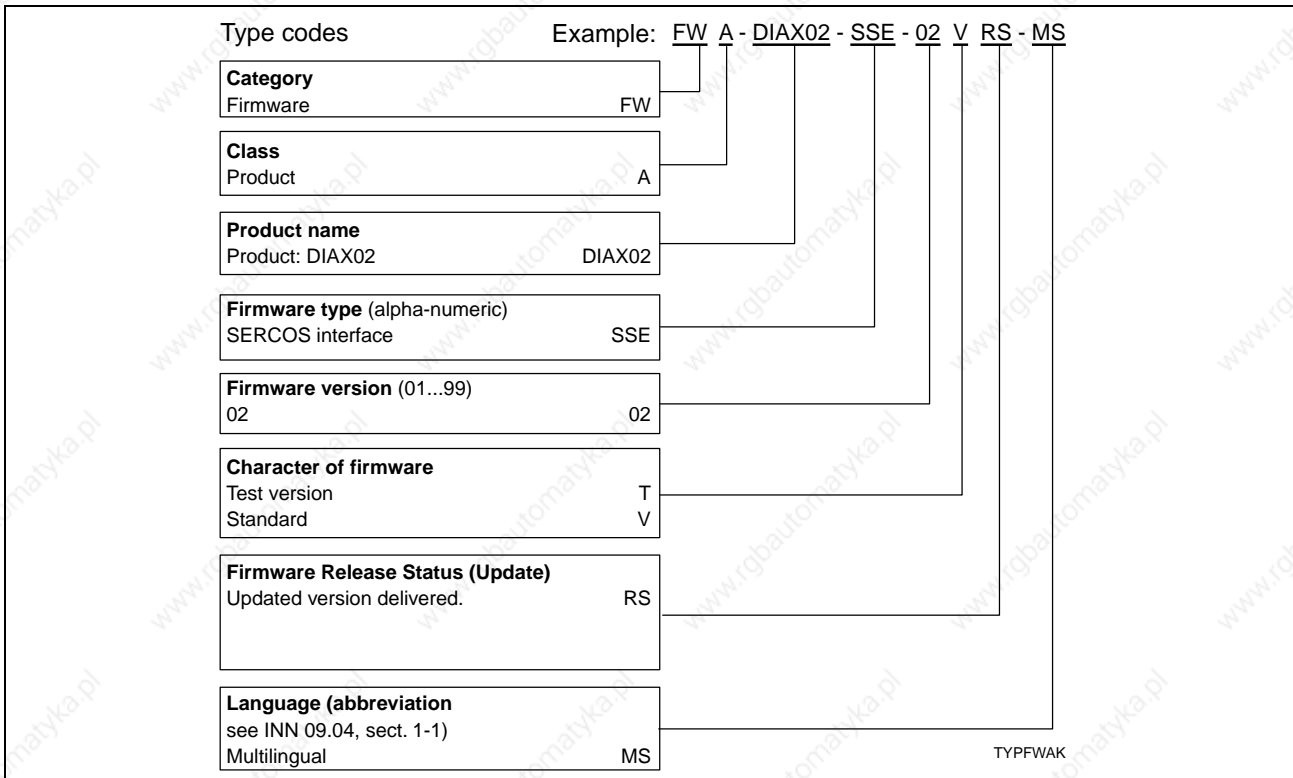 Type codes Example: FW A - DIAX02 - SSE - 02 V RS - MS
Category
Firmware FW
Class
Product A
Product name
Product: DIAX02 DIAX02
Firmware type (alpha-numeric)
SERCOS interface SSE
Firmware version (01...99)
02 02
Character of firmware
Test version T
Standard V
Firmware Release Status (Update)
Updated version delivered. RS
Language (abbreviation
see INN 09.04, sect. 1-1)
Multilingual MS
TYPFWAK
www.rgbautomatyka.pl